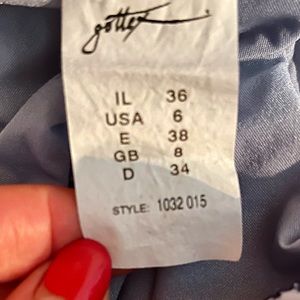 gottex
IL 36
USA 6
E 38
GB 8
D 34
STYLE: 1032 015